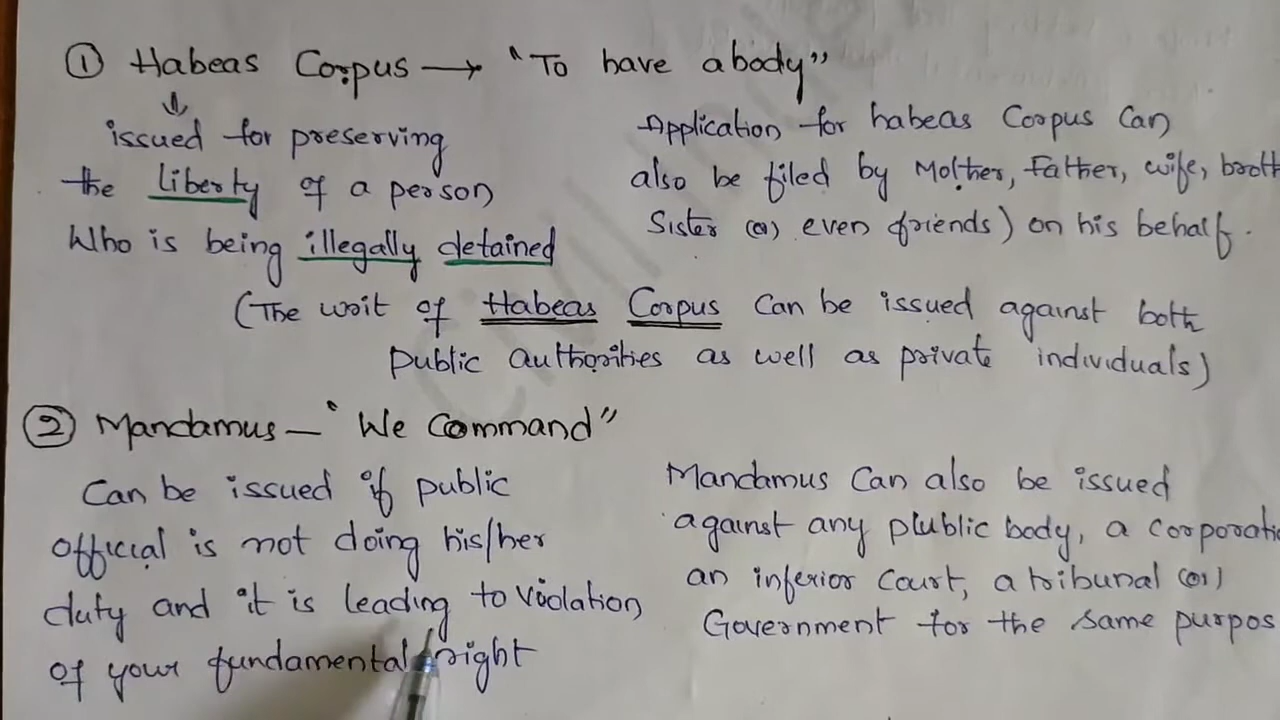 ① Habeas Corpus → "To have a body"
issued for preserving
the liberty of a person
Who is being illegally detained
Application for habeas Corpus Can
also be filed by Mother, Father, wife, broth
Sister (or) even friends) on his behalf.
(The writ of Habeas Corpus Can be issued against both
public authorities as well as private individuals)
② Mandamus – "We Command"
Can be issued if public
official is not doing his/her
duty and it is leading to violation
of your fundamental right
Mandamus Can also be issued
against any plublic body, a corporati
an inferior Court, a tribunal (or)
Government for the same purpos